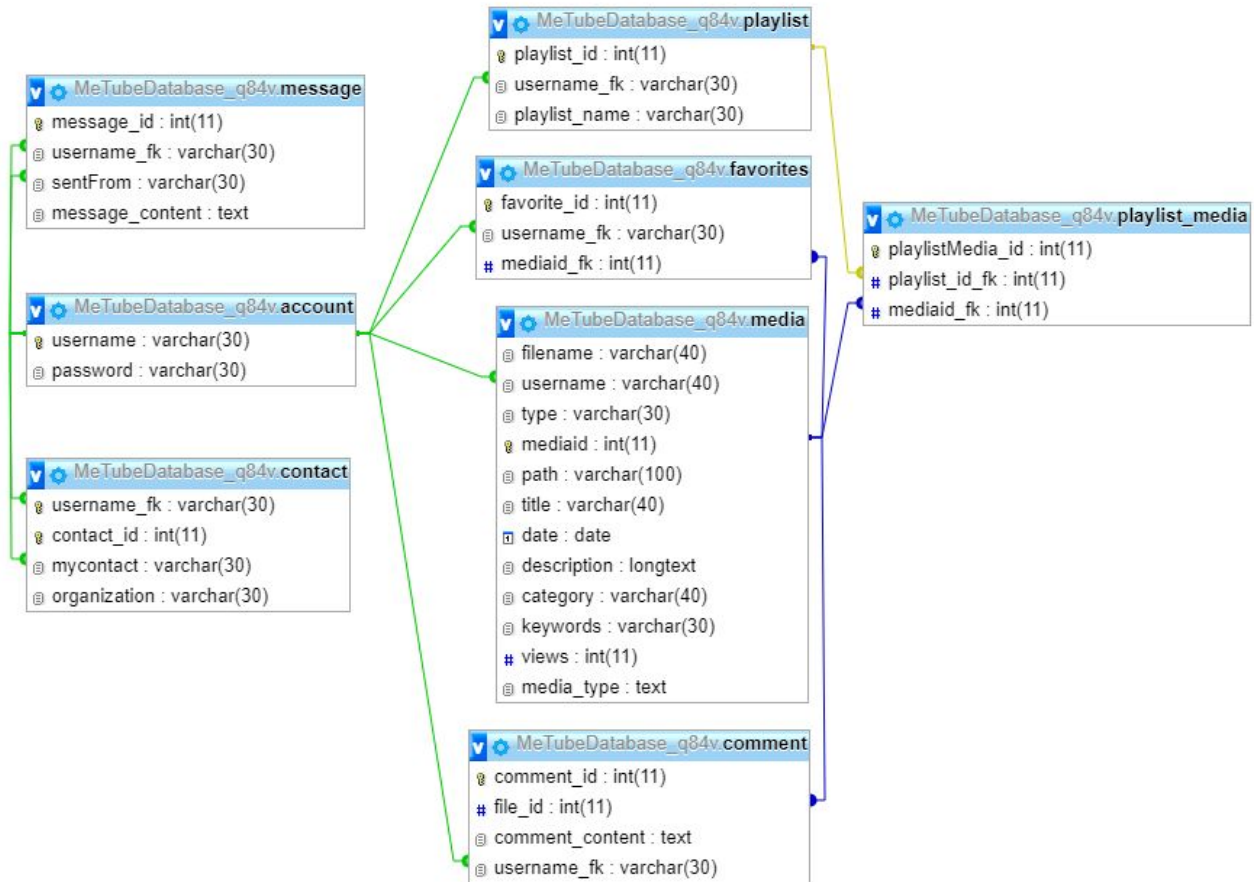 MeTubeDatabase_q84v.message
message_id : int(11)
username_fk : varchar(30)
sentFrom : varchar(30)
message_content : text
MeTubeDatabase_q84v.account
username : varchar(30)
password : varchar(30)
MeTubeDatabase_q84v.contact
username_fk : varchar(30)
contact_id : int(11)
mycontact : varchar(30)
organization : varchar(30)
MeTubeDatabase_q84v.playlist
playlist_id : int(11)
username_fk : varchar(30)
playlist_name : varchar(30)
MeTubeDatabase_q84v.favorites
favorite_id : int(11)
username_fk : varchar(30)
# mediaid_fk : int(11)
MeTubeDatabase_q84v.media
filename : varchar(40)
username : varchar(40)
type : varchar(30)
mediaid : int(11)
path : varchar(100)
title : varchar(40)
date : date
description : longtext
category : varchar(40)
keywords : varchar(30)
# views : int(11)
media_type : text
MeTubeDatabase_q84v.comment
comment_id : int(11)
# file_id : int(11)
comment_content : text
username_fk : varchar(30)
MeTubeDatabase_q84v.playlist_media
playlistMedia_id : int(11)
# playlist_id_fk : int(11)
# mediaid_fk : int(11)